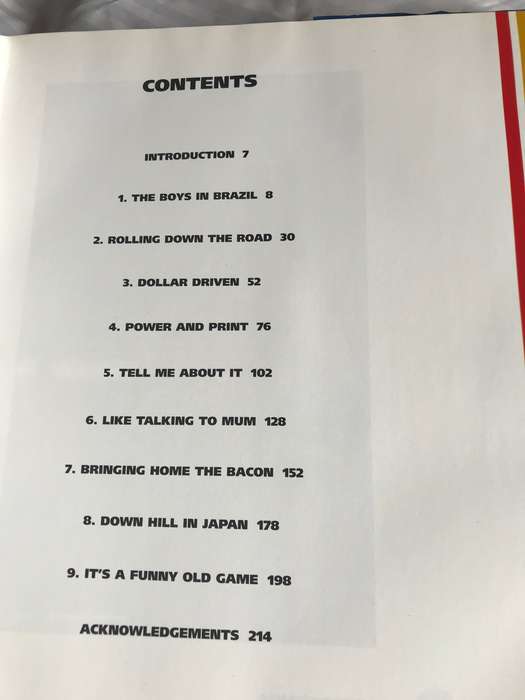 CONTENTS
INTRODUCTION 7
1. THE BOYS IN BRAZIL 8
2. ROLLING DOWN THE ROAD 30
3. DOLLAR DRIVEN 52
4. POWER AND PRINT 76
5. TELL ME ABOUT IT 102
6. LIKE TALKING TO MUM 128
7. BRINGING HOME THE BACON 152
8. DOWN HILL IN JAPAN 178
9. IT'S A FUNNY OLD GAME 198
ACKNOWLEDGEMENTS 214